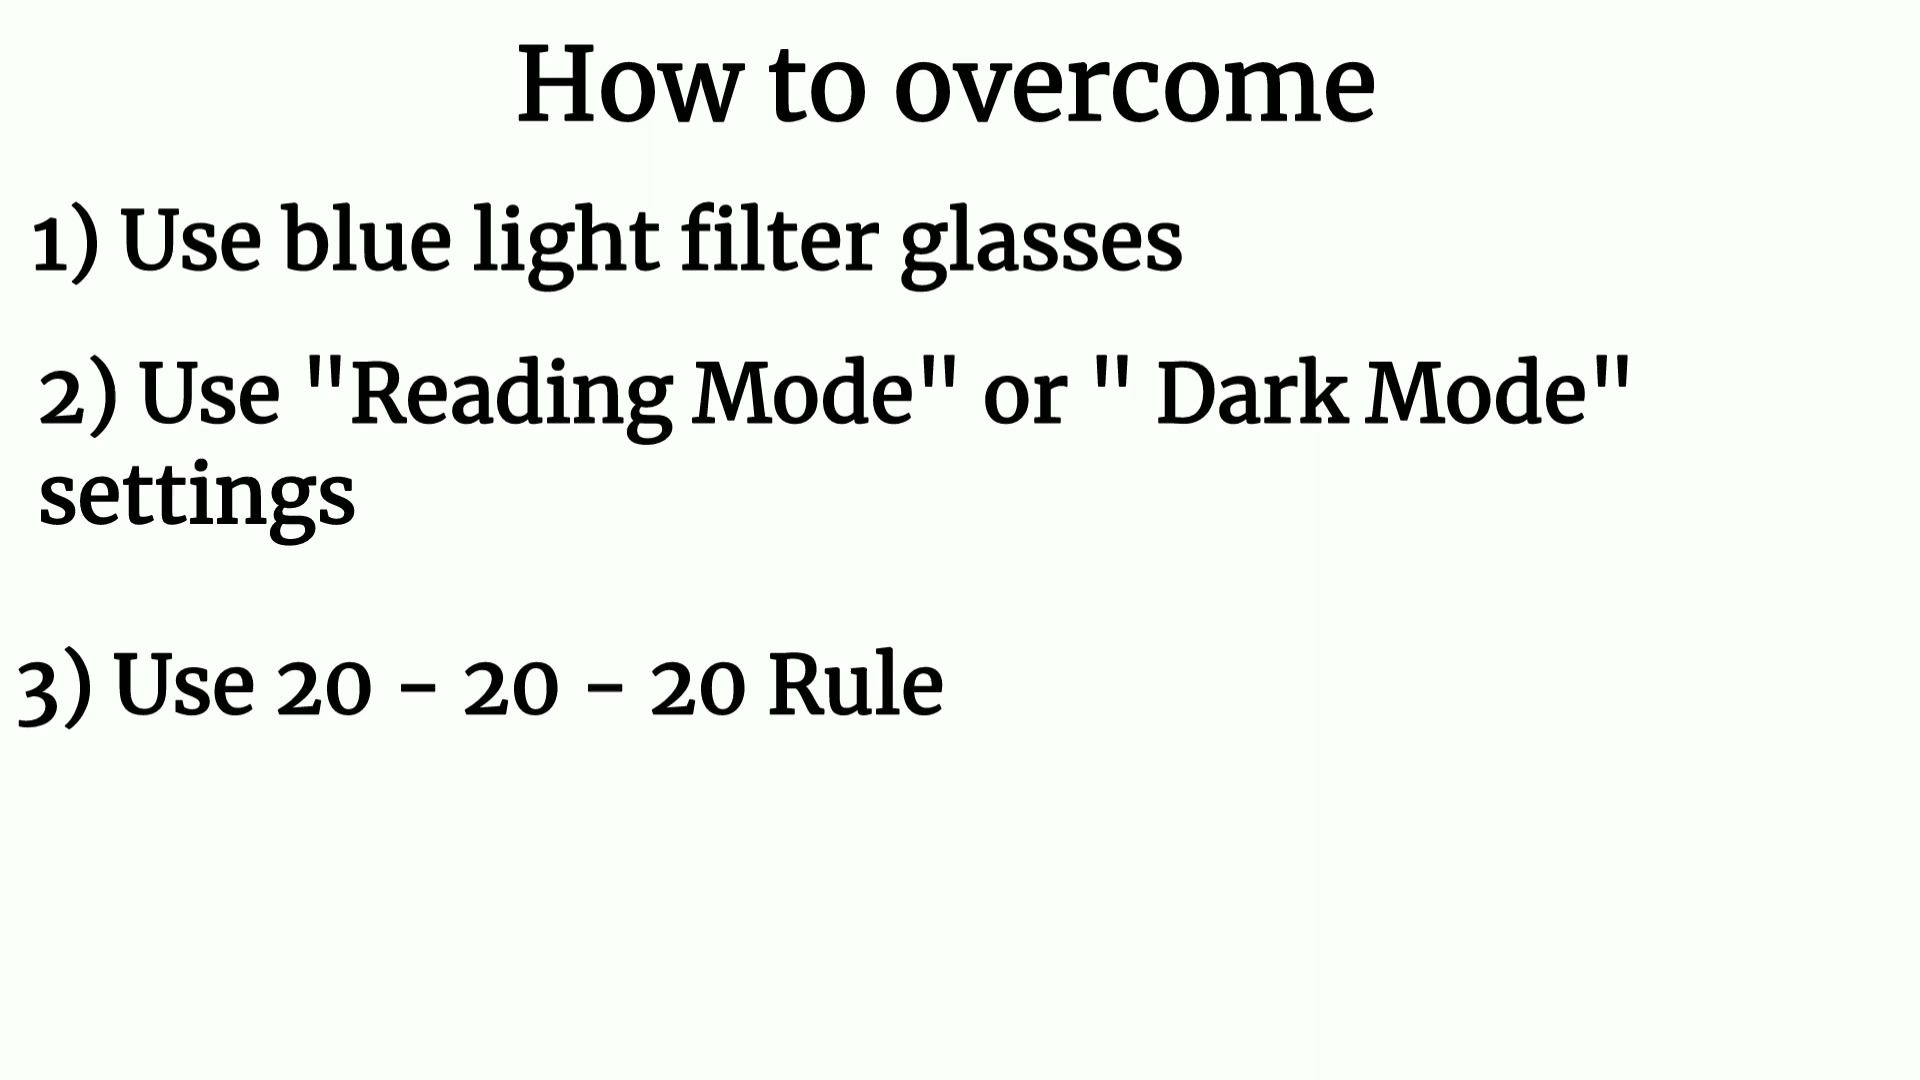 How to overcome
1) Use blue light filter glasses
2) Use "Reading Mode" or " Dark Mode"
settings
3) Use 20 - 20 - 20 Rule